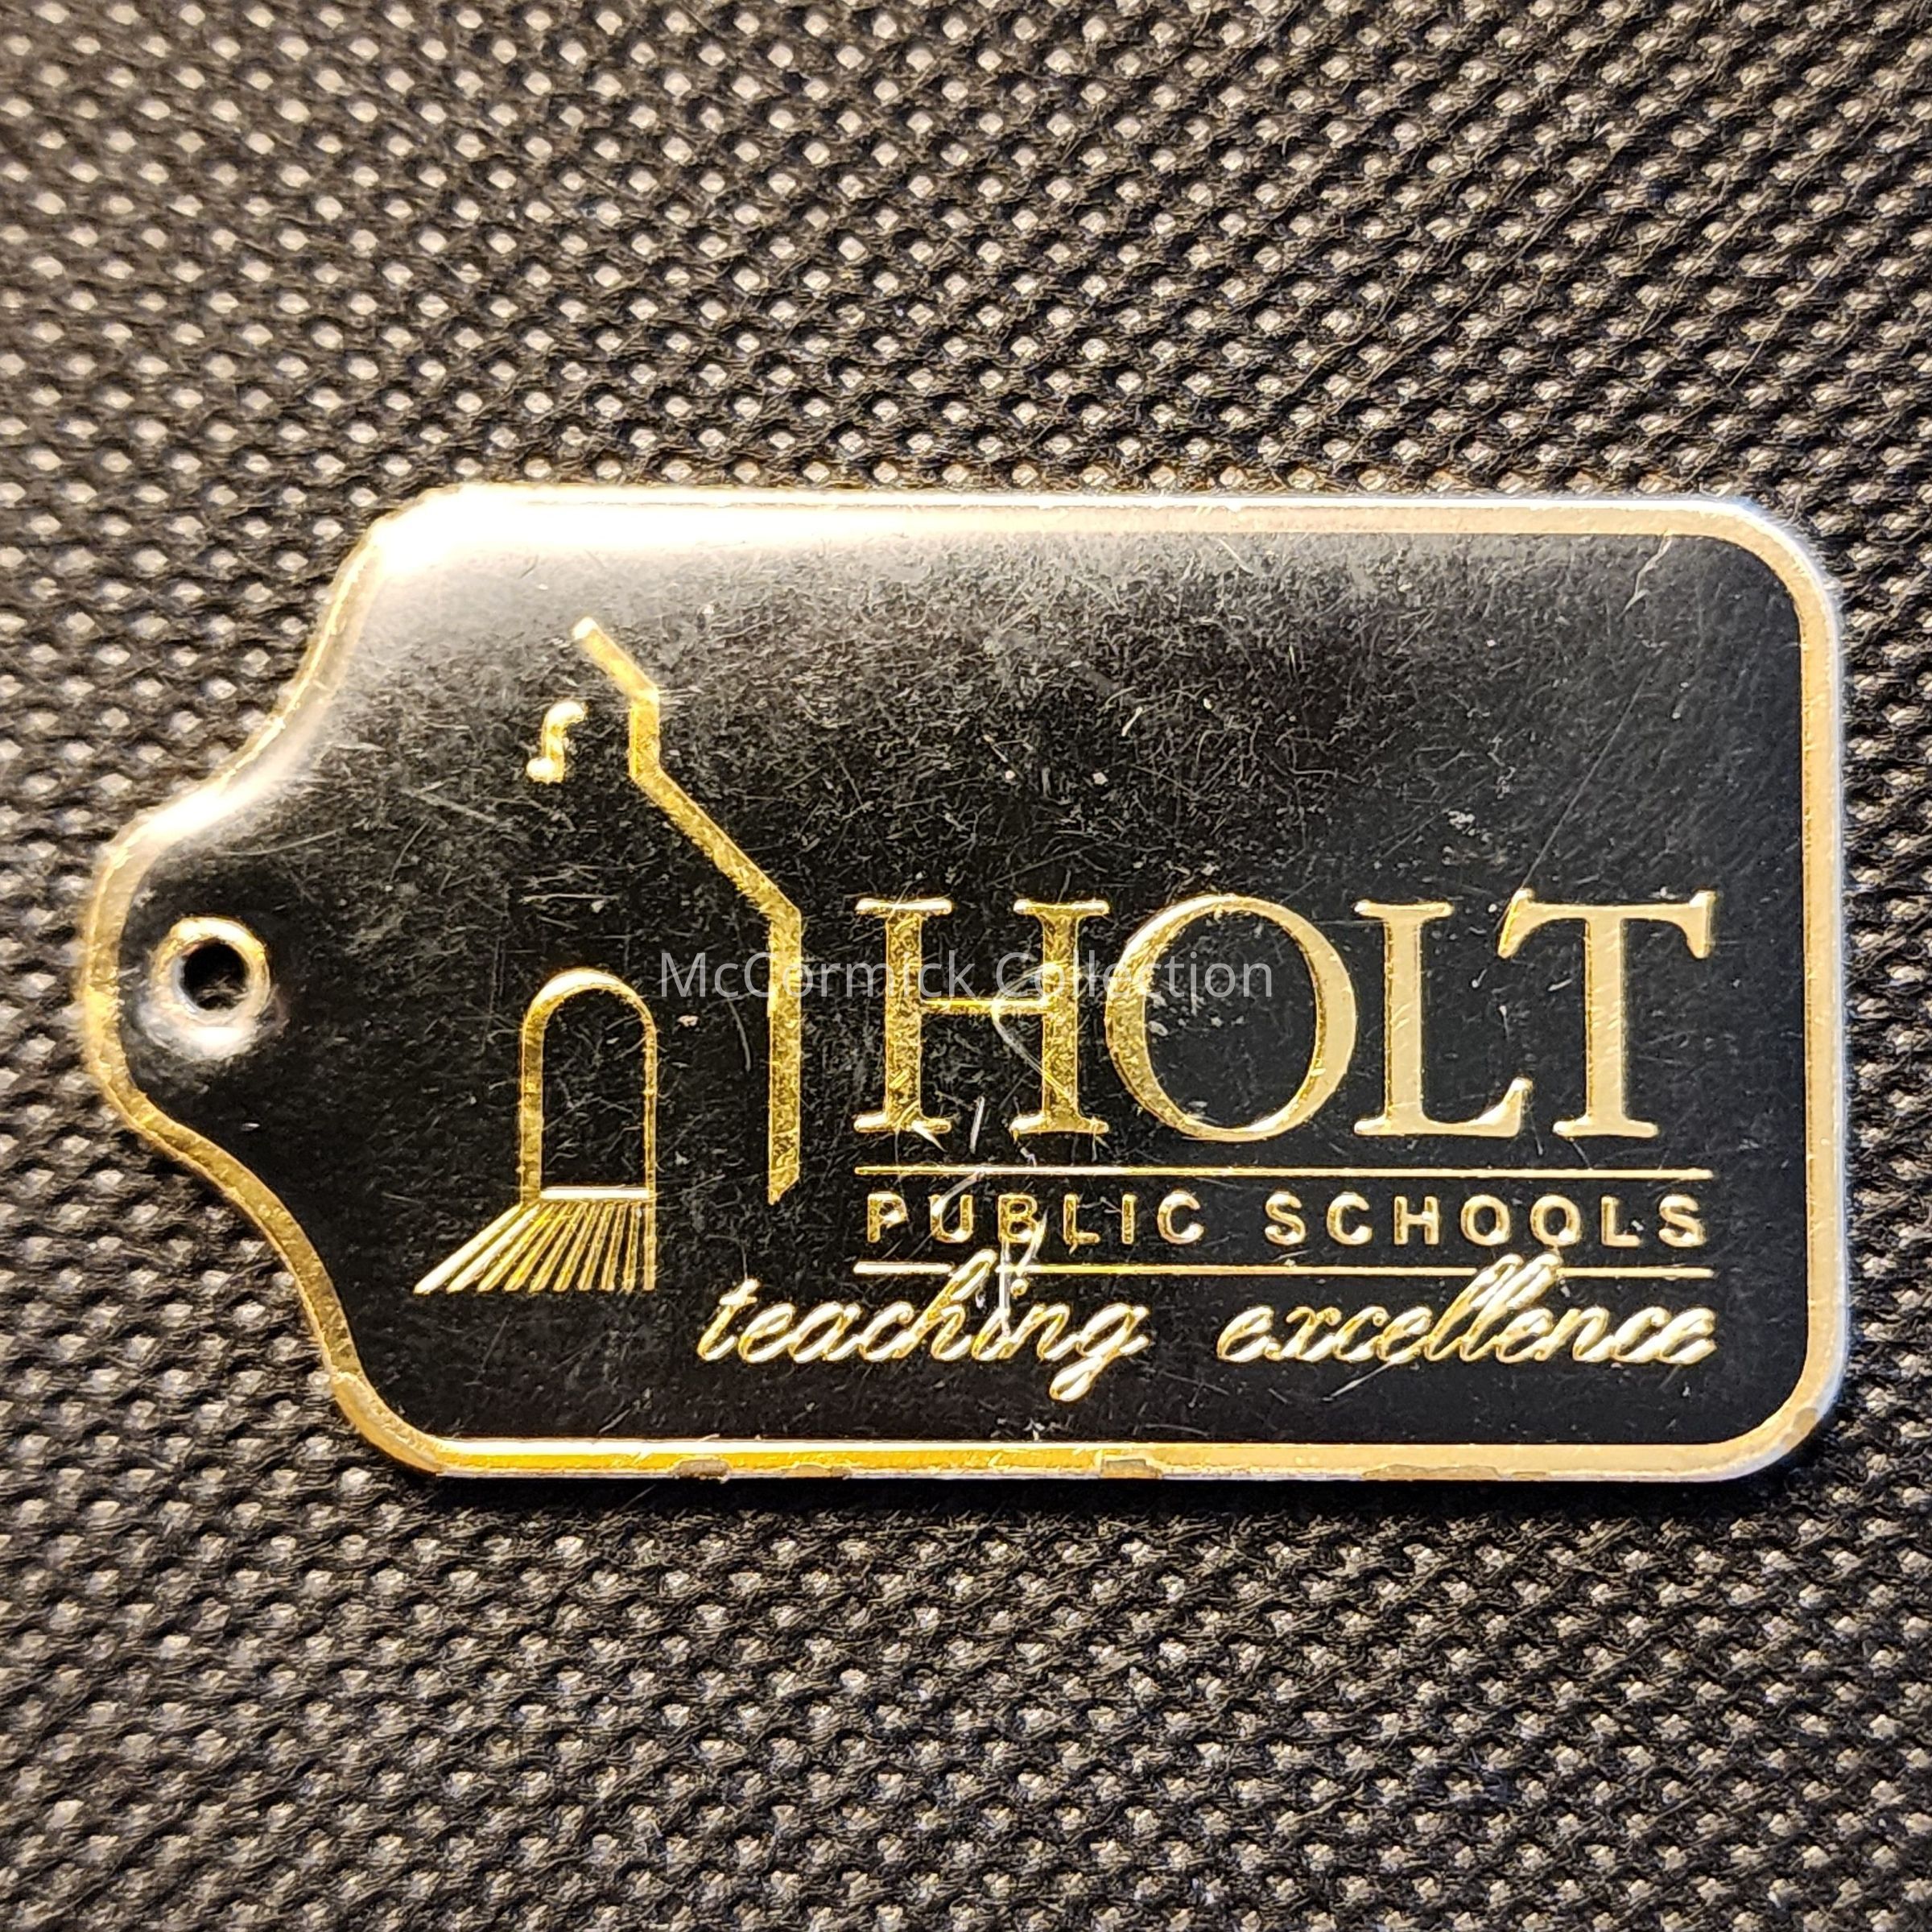 McCormick Collection
HOLT
PUBLIC SCHOOLS
teaching excellence